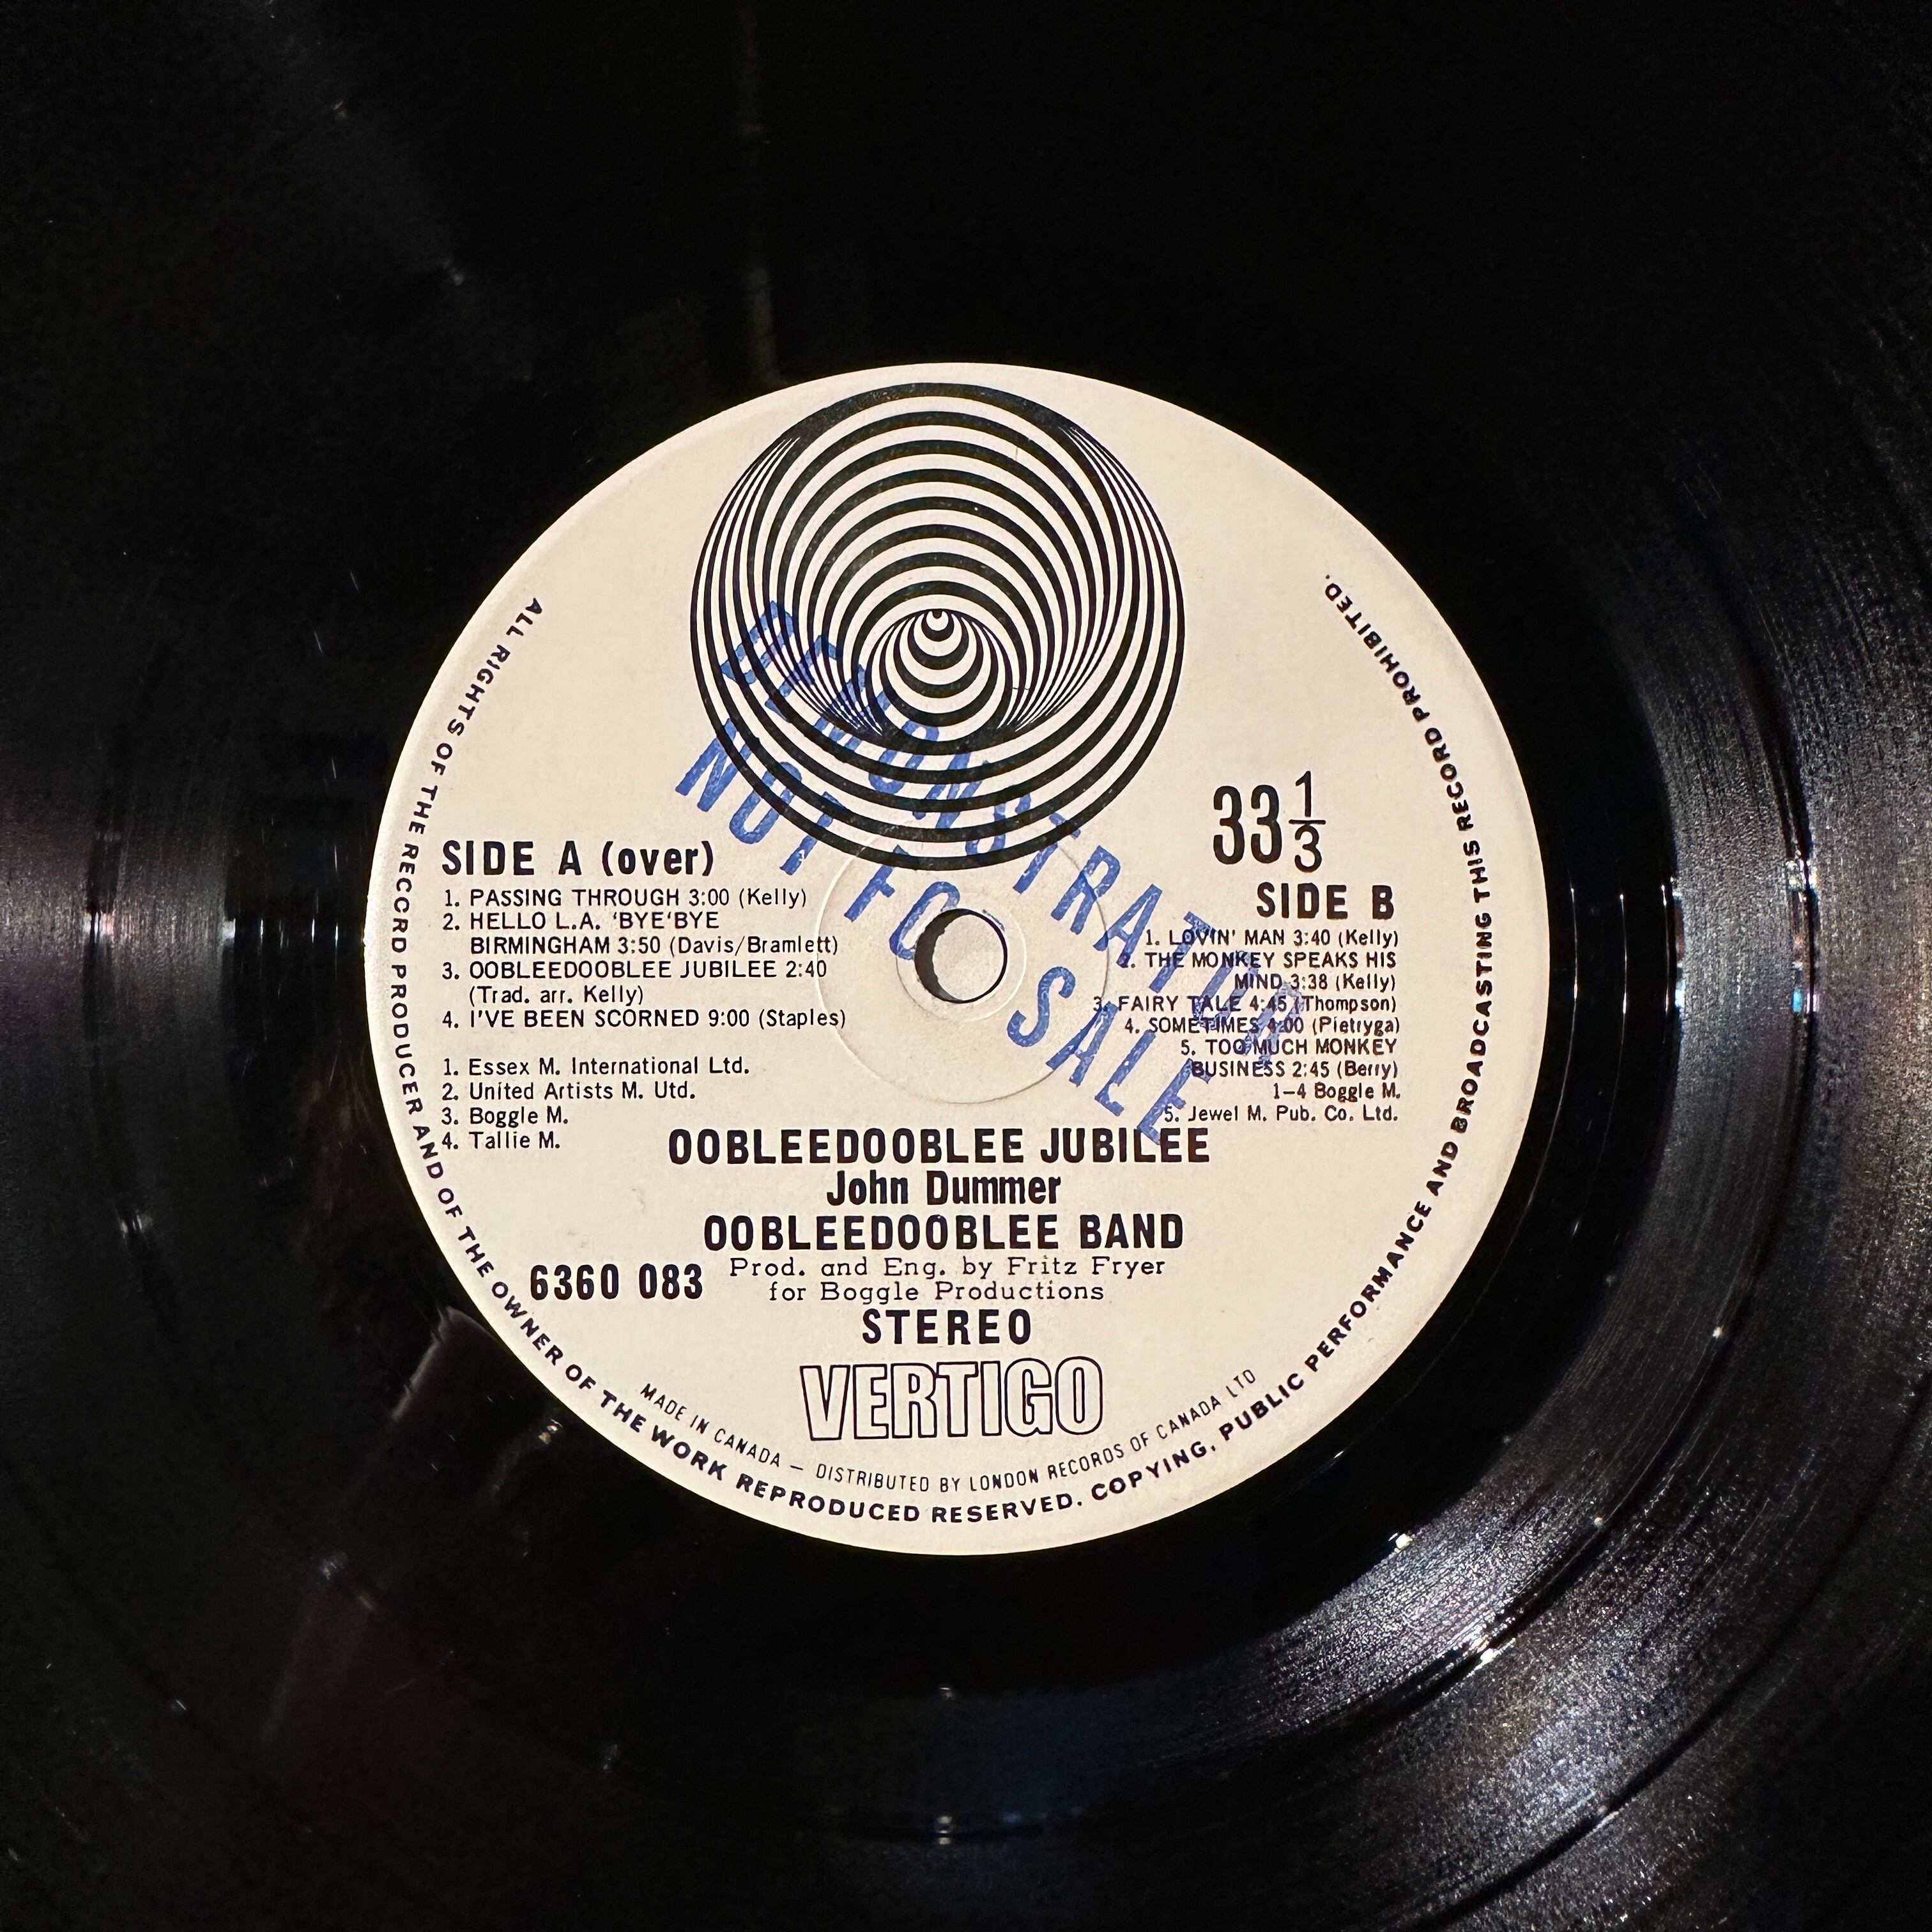 DEMONSTRATOR
NOT FOR SALE
33 1/3
SIDE A (over)
1. PASSING THROUGH 3:00 (Kelly)
2. HELLO L.A. 'BYE'BYE
BIRMINGHAM 3:50 (Davis/Bramlett)
3. OOBLEEDOOBLEE JUBILEE 2:40
(Trad. arr. Kelly)
4. I'VE BEEN SCORNED 9:00 (Staples)
1. Essex M. International Ltd.
2. United Artists M. Utd.
3. Boggle M.
4. Tallie M.
SIDE B
1. LOVIN' MAN 3:40 (Kelly)
2. THE MONKEY SPEAKS HIS
MIND 3:38 (Kelly)
3. FAIRY TALE 4:45 (Thompson)
4. SOMETIMES 4:00 (Pietryga)
5. TOO MUCH MONKEY
BUSINESS 2:45 (Berry)
1-4 Boggle M.
5. Jewel M. Pub. Co. Ltd.
OOBLEEDOOBLEE JUBILEE
John Dummer
OOBLEEDOOBLEE BAND
Prod. and Eng. by Fritz Fryer
for Boggle Productions
6360 083
STEREO
VERTIGO
MADE IN CANADA — DISTRIBUTED BY LONDON RECORDS OF CANADA LTD
ALL RIGHTS OF THE RECORD PRODUCER AND OF THE OWNER OF THE WORK REPRODUCED RESERVED. COPYING, PUBLIC PERFORMANCE AND BROADCASTING THIS RECORD PROHIBITED.